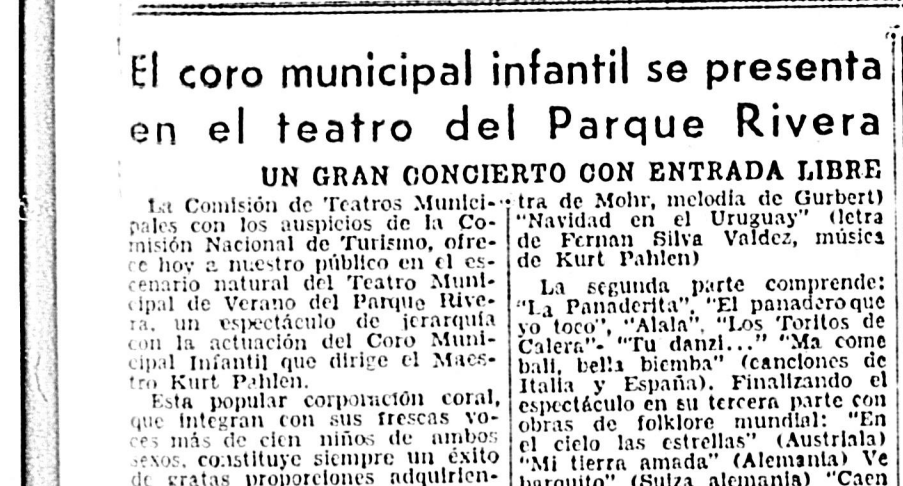 El coro municipal infantil se presenta
en el teatro del Parque Rivera
UN GRAN CONCIERTO CON ENTRADA LIBRE
La Comisión de Teatros Munici-
pales con los auspicios de la Co-
misión Nacional de Turismo, ofre-
ce hoy a nuestro público en el es-
cenario natural del Teatro Muni-
cipal de Verano del Parque Rive-
ra, un espectáculo de jerarquía
con la actuación del Coro Muni-
cipal Infantil que dirige el Maes-
tro Kurt Pahlen.
Esta popular corporación coral,
que integran con sus frescas vo-
ces más de cien niños de ambos
sexos, constituye siempre un éxito
de gratas proporciones adquirien-
tra de Mohr, melodía de Gurbert)
"Navidad en el Uruguay" (letra
de Fernan Silva Valdez, música
de Kurt Pahlen)
La segunda parte comprende:
"La Panaderita", "El panadero que
yo toco", "Alala", "Los Toritos de
Calera"- "Tu danzi..." "Ma come
bali, bella biemba" (canciones de
Italia y España). Finalizando el
espectáculo en su tercera parte con
obras de folklore mundial: "En
el cielo las estrellas" (Austriala)
"Mi tierra amada" (Alemania) Ve
barquito" (Suiza alemania) "Caen